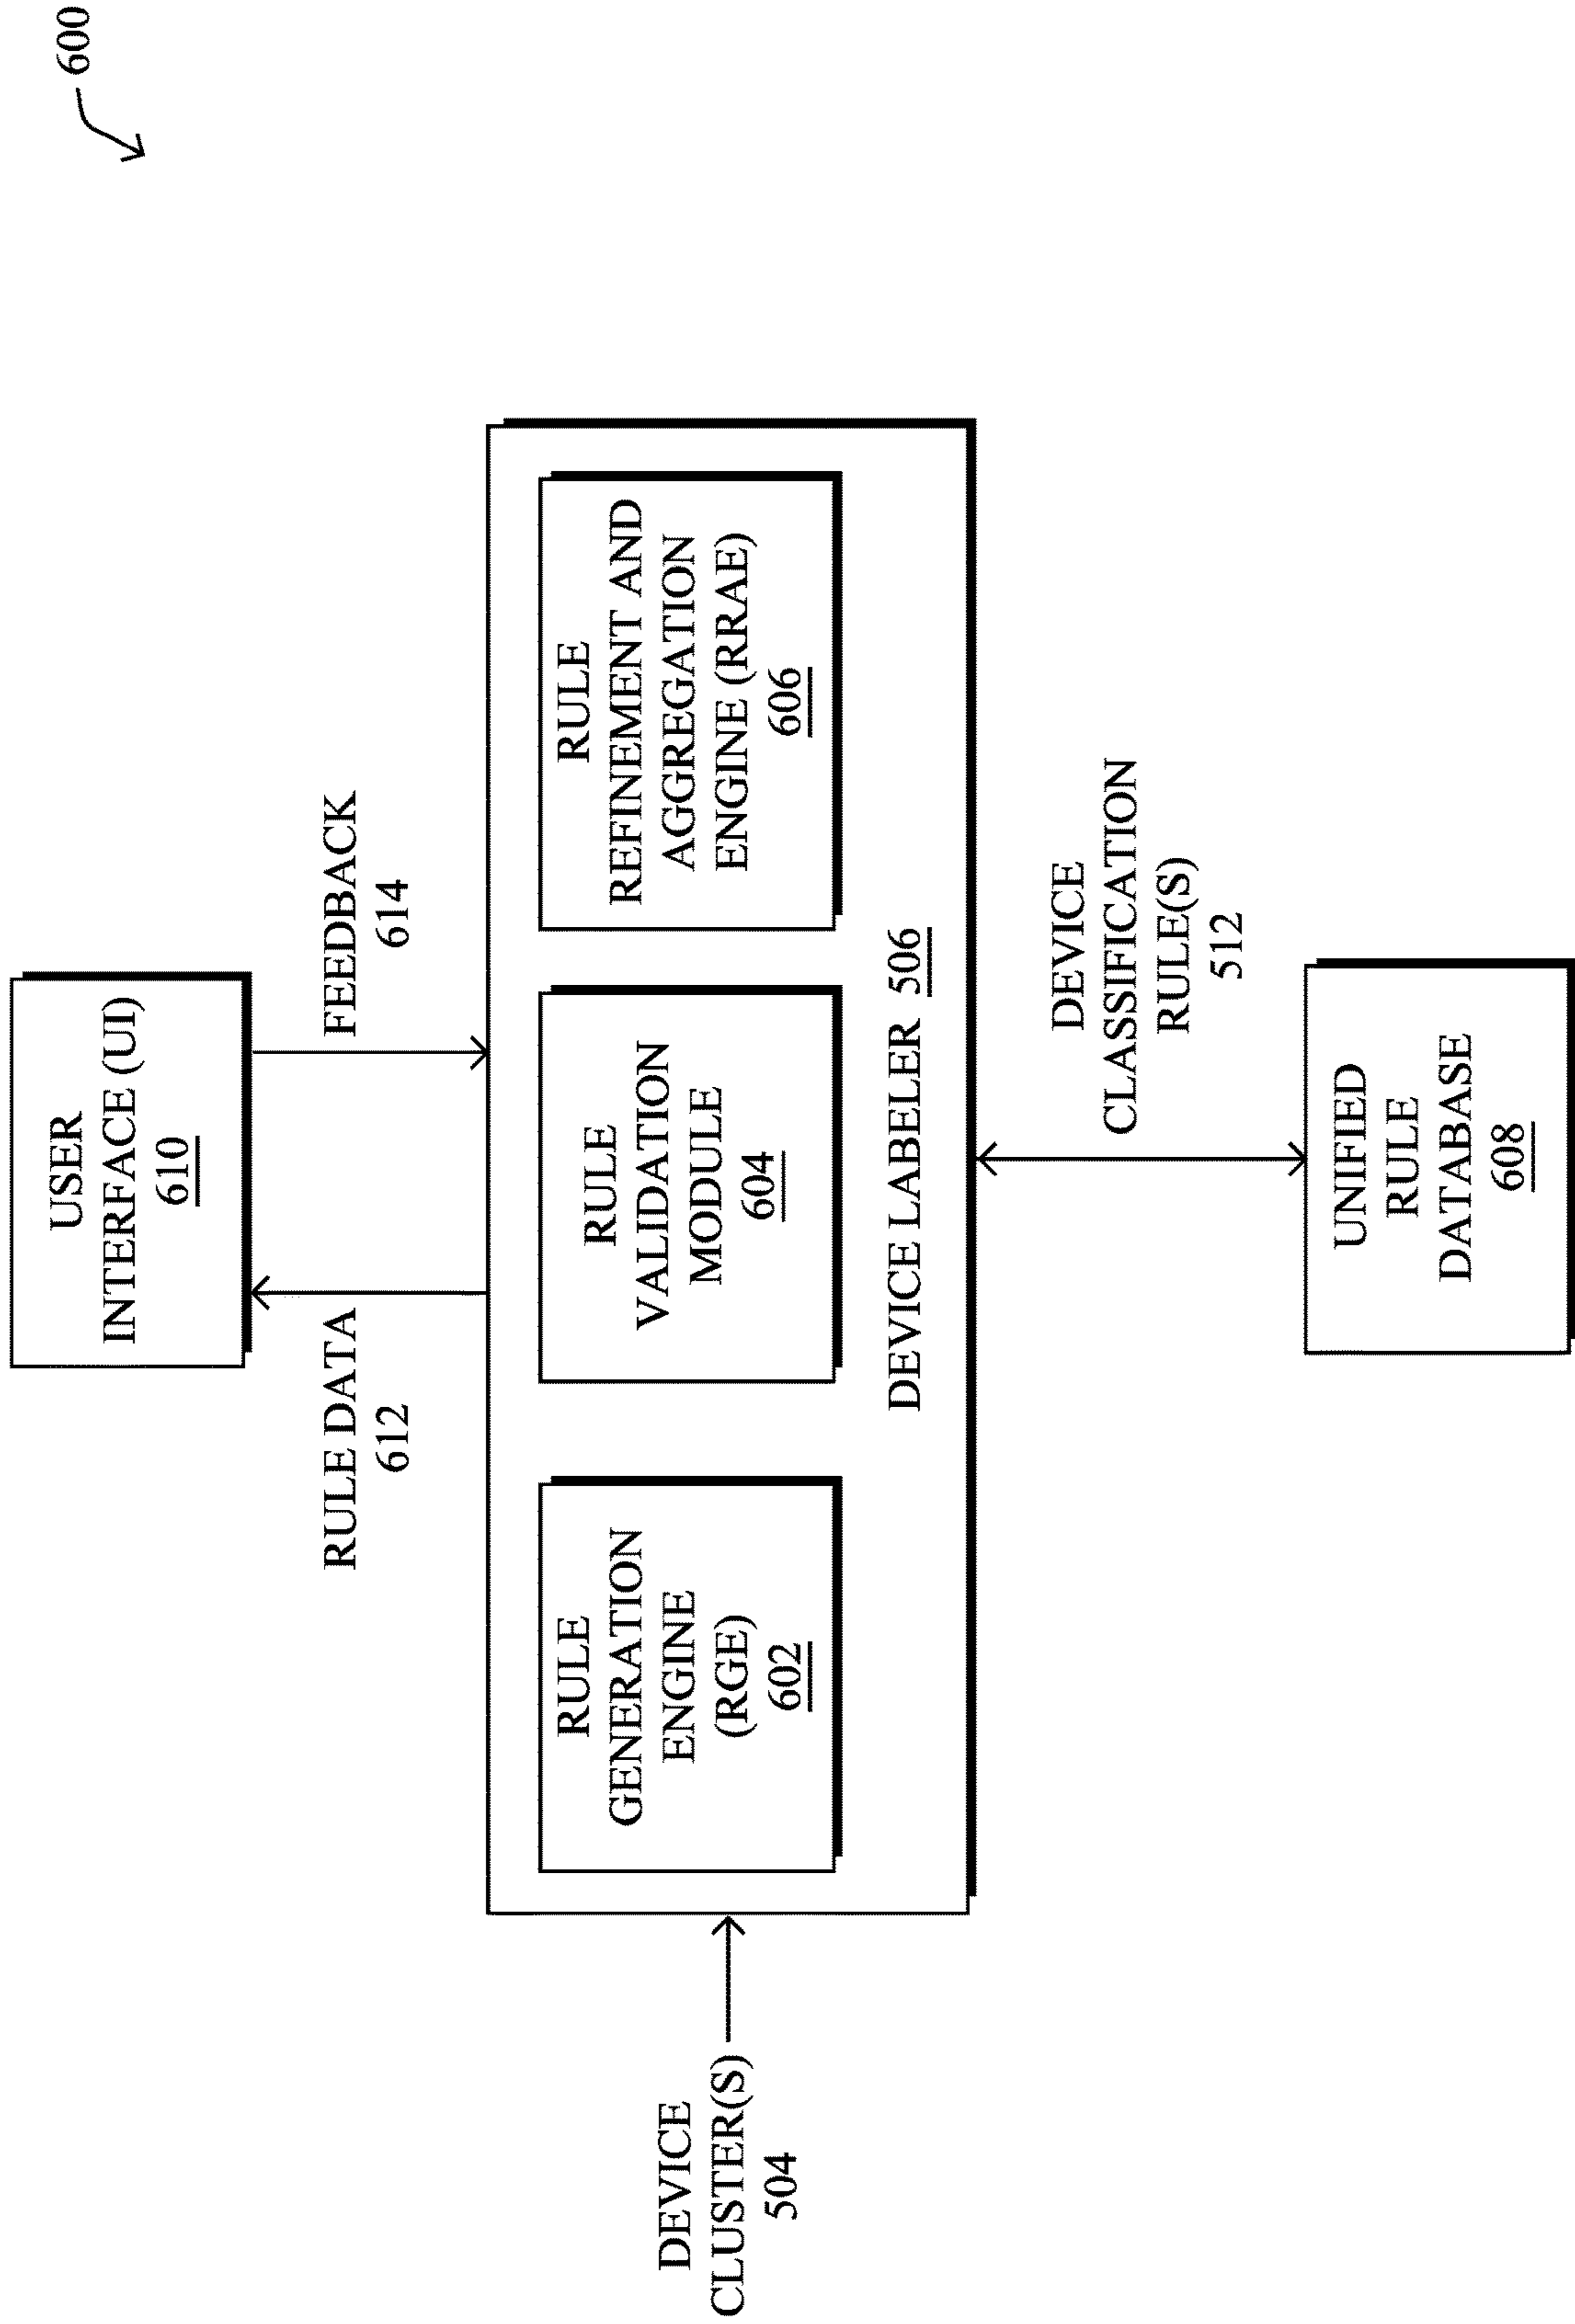 600
USER
INTERFACE (UI)
610
RULE DATA
612
FEEDBACK
614
DEVICE
CLUSTER(S)
504
RULE
GENERATION
ENGINE
(RGE)
602
RULE
VALIDATION
MODULE
604
RULE
REFINEMENT AND
AGGREGATION
ENGINE (RRAE)
606
DEVICE LABELER 506
DEVICE
CLASSIFICATION
RULE(S)
512
UNIFIED
RULE
DATABASE
608